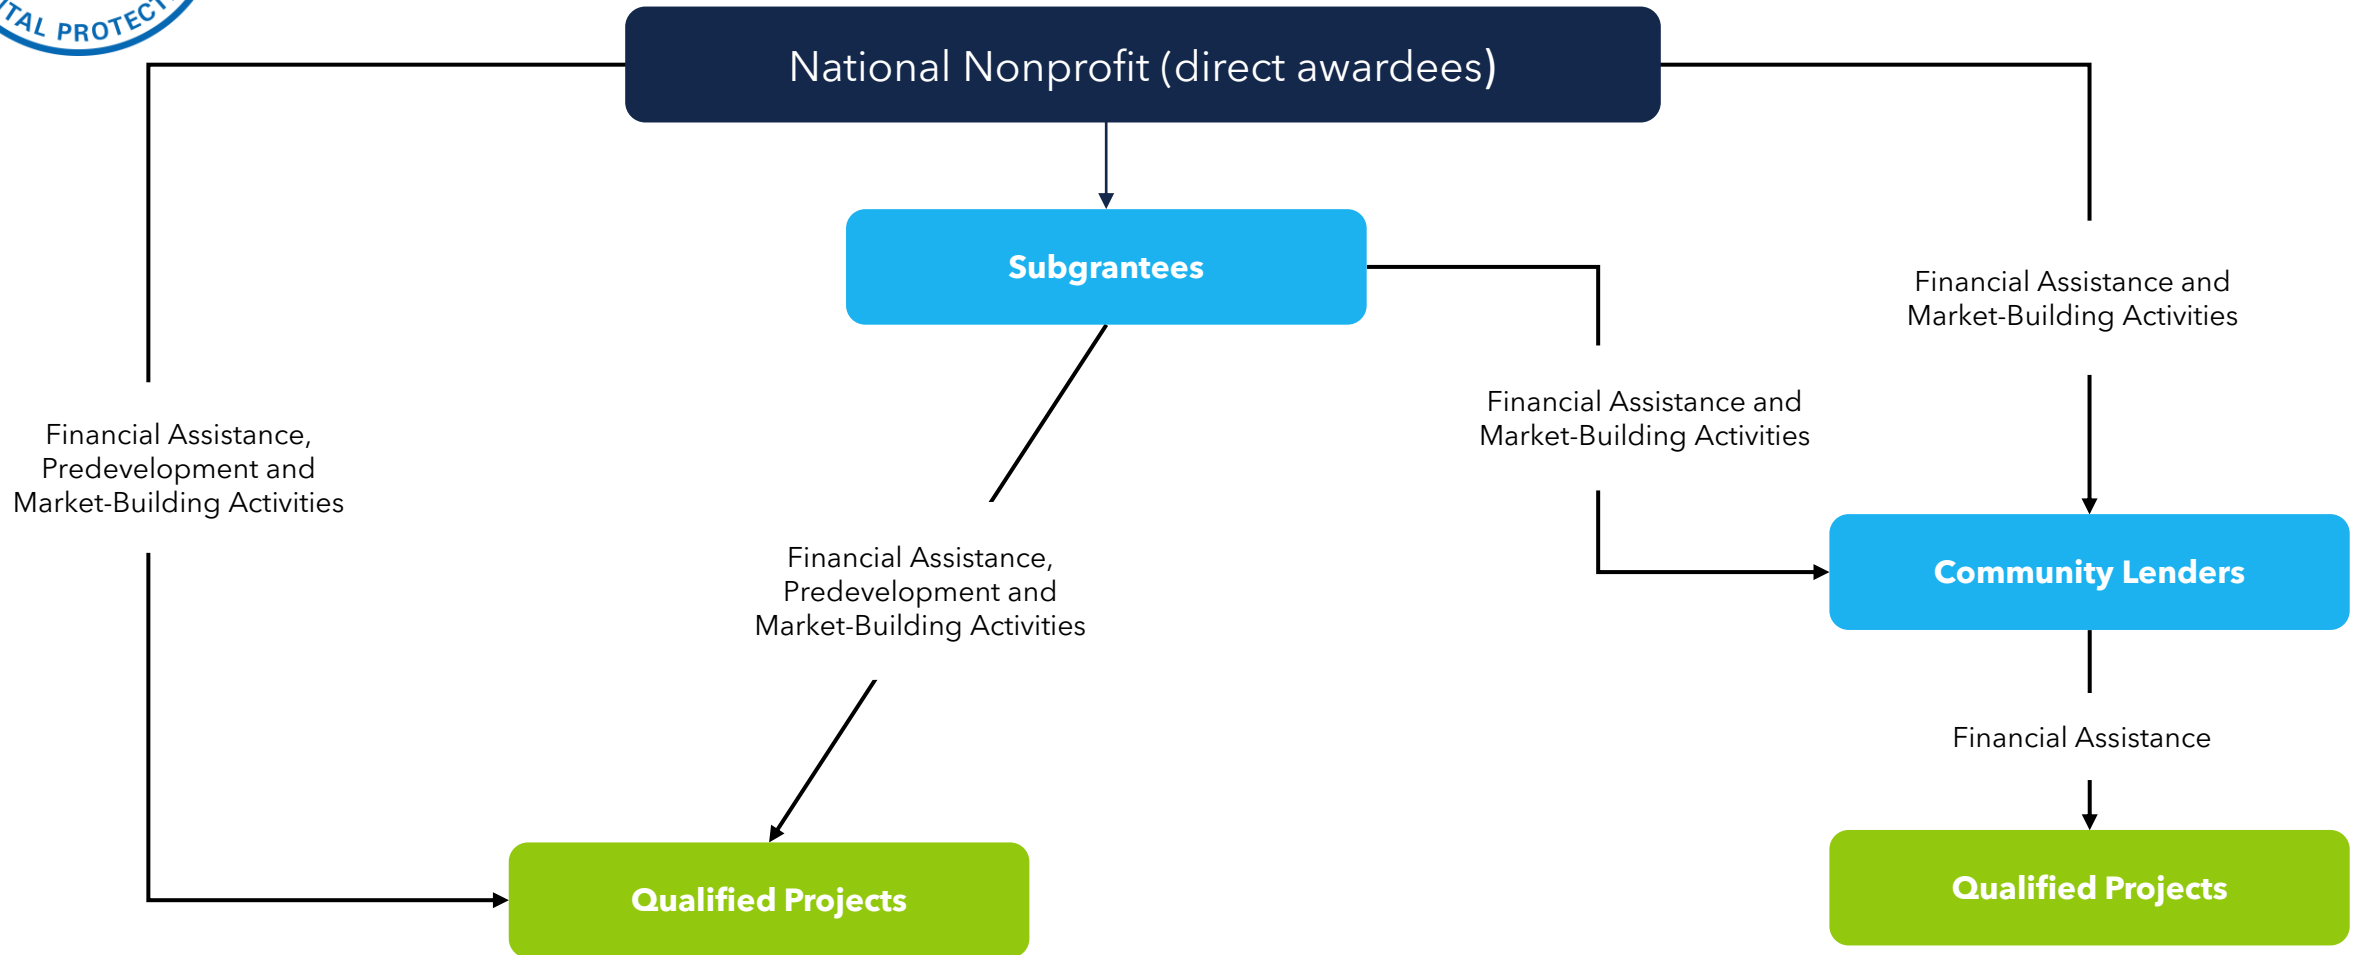 TAL PROTECT
National Nonprofit (direct awardees)
Subgrantees
Financial Assistance and
Market-Building Activities
Financial Assistance and
Market-Building Activities
Financial Assistance,
Predevelopment and
Market-Building Activities
Financial Assistance,
Predevelopment and
Market-Building Activities
Community Lenders
Financial Assistance
Qualified Projects
Qualified Projects